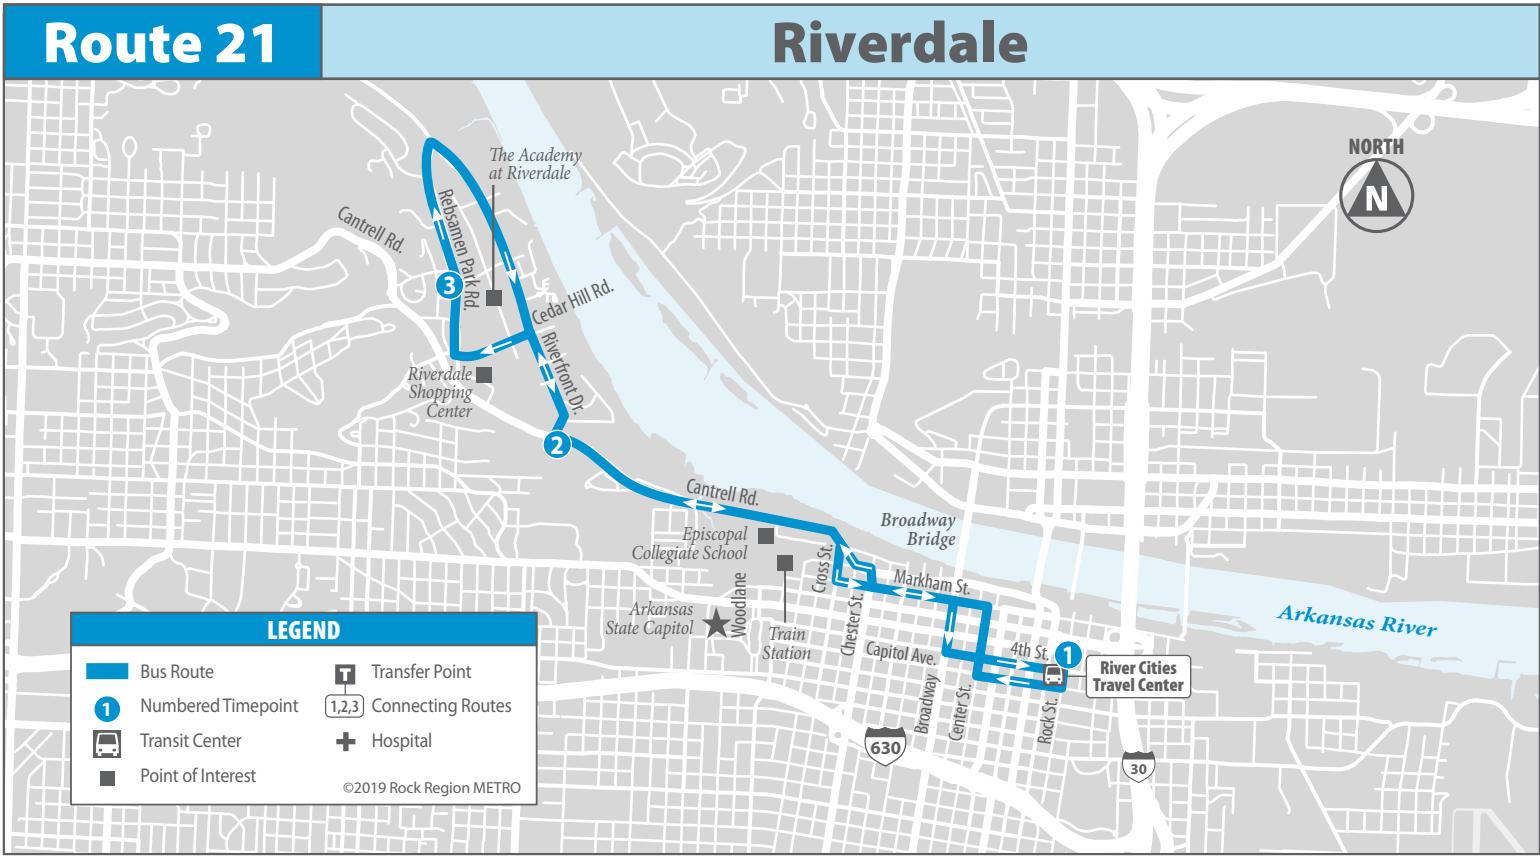 Route 21
Riverdale
NORTH
N
The Academy
at Riverdale
Cantrell Rd.
Rebsamen Park Rd.
3
Cedar Hill Rd.
Riverfront Dr.
Riverdale
Shopping
Center
2
Cantrell Rd.
Episcopal
Collegiate School
Broadway
Bridge
Cross St.
Markham St.
Chester St.
Woodlane
Arkansas
State Capitol
Train
Station
Arkansas River
Capitol Ave.
4th St.
1
River Cities
Travel Center
Broadway
Center St.
Rock St.
630
30
LEGEND
Bus Route
T Transfer Point
1 Numbered Timepoint
1,2,3 Connecting Routes
Transit Center
Hospital
Point of Interest
©2019 Rock Region METRO